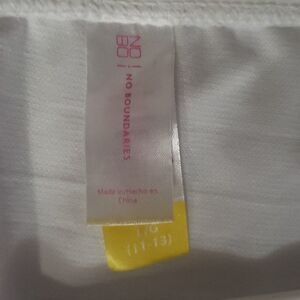 NO
BO
NO BOUNDARIES
Made in/Hecho en
China
L/G
(11-13)